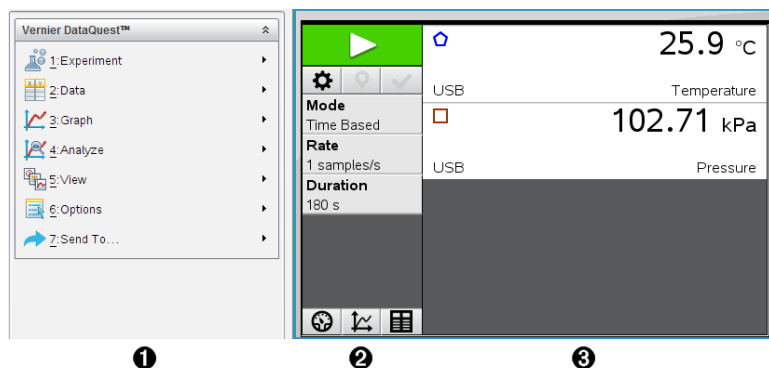 Vernier DataQuest™
1:Experiment
2:Data
3:Graph
4:Analyze
5:View
6:Options
7:Send To...
Mode
Time Based
Rate
1 samples/s
Duration
180 s
25.9 °C
USB Temperature
102.71 kPa
USB Pressure
❶ ❷ ❸